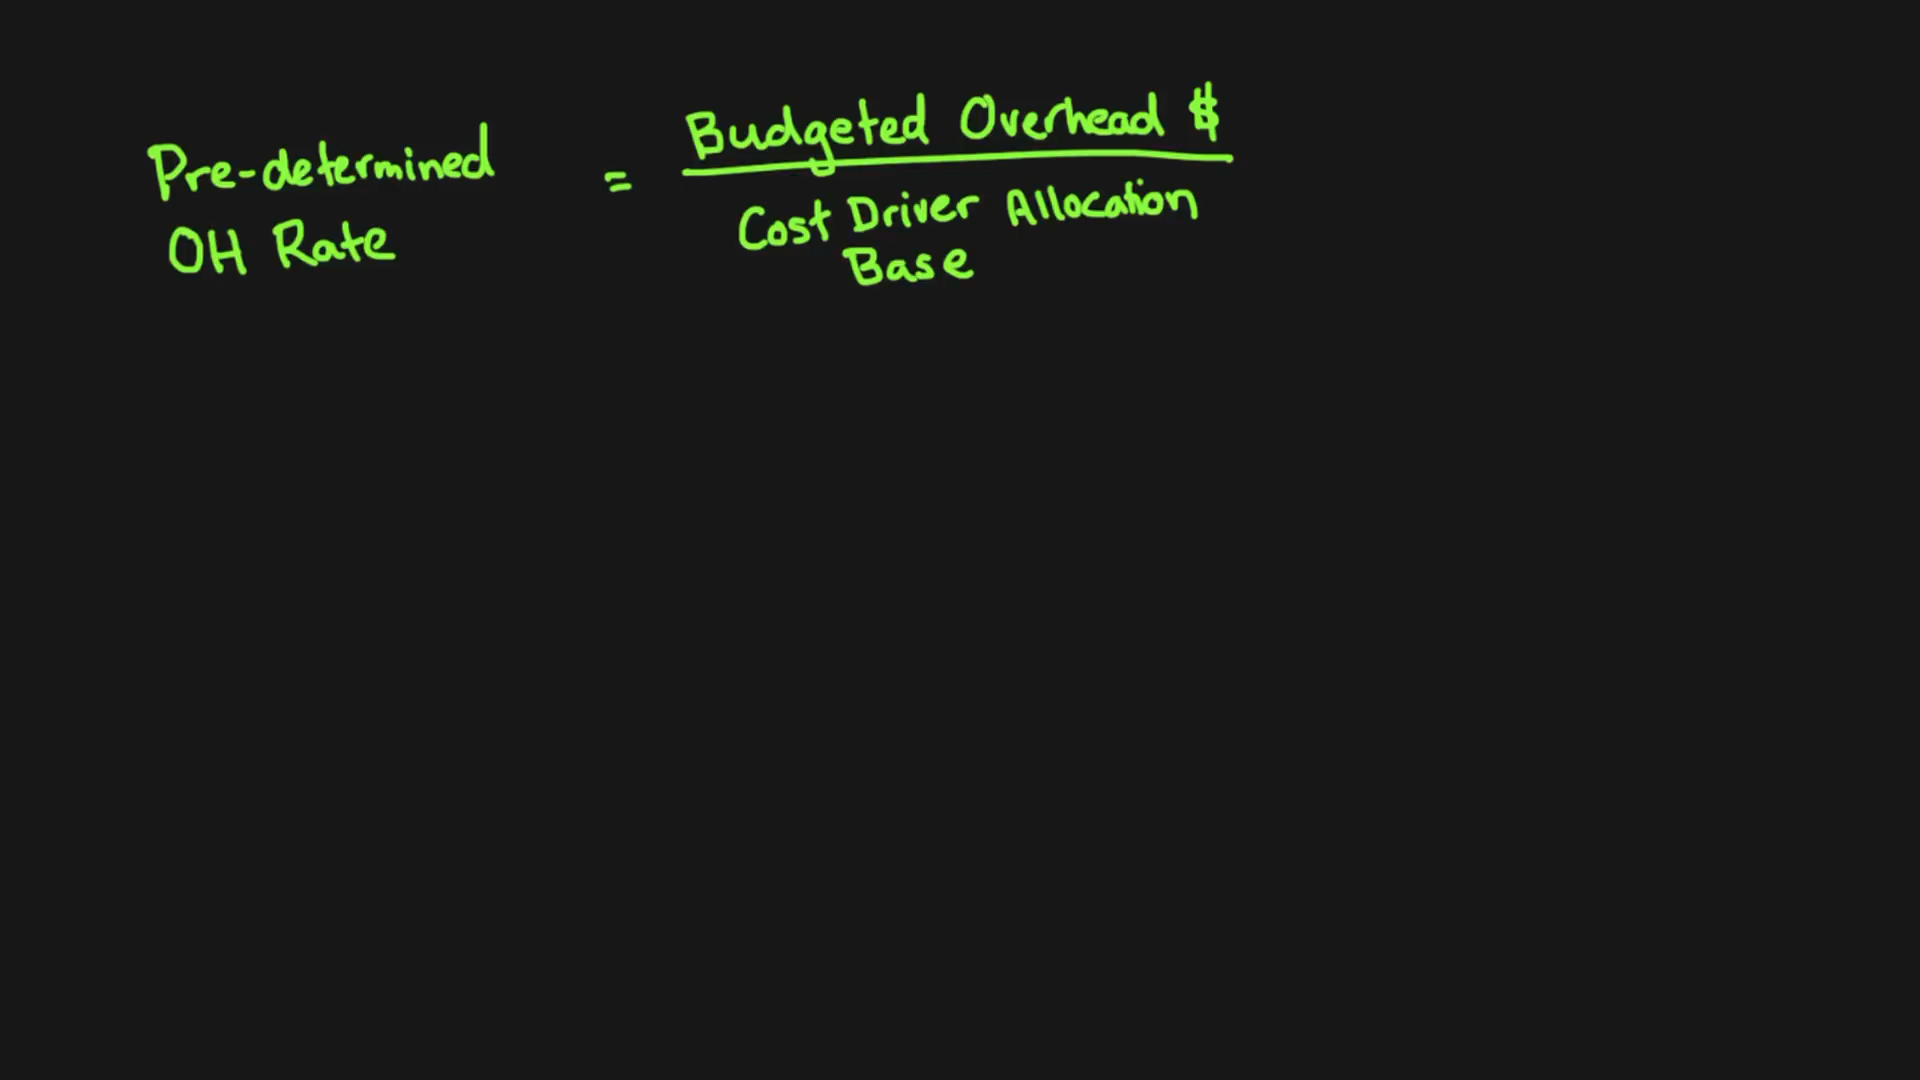 Pre-determined
OH Rate
=
Budgeted Overhead $
Cost Driver Allocation
Base